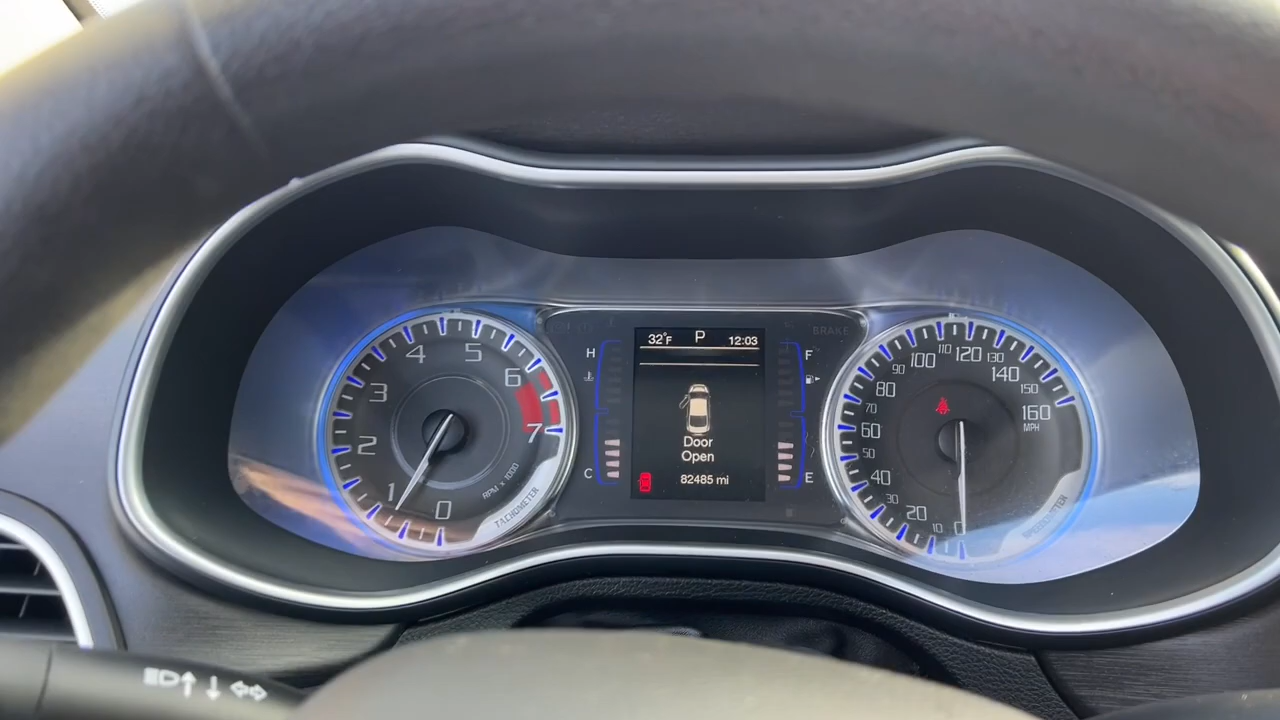 32°F P 12:03
Door
Open
82485 mi
H
C
F
E
BRAKE
0
1
2
3
4
5
6
7
RPM x 1000
TACHOMETER
0
10
20
30
40
50
60
70
80
90
100
110
120
130
140
150
160
MPH
SPEEDOMETER